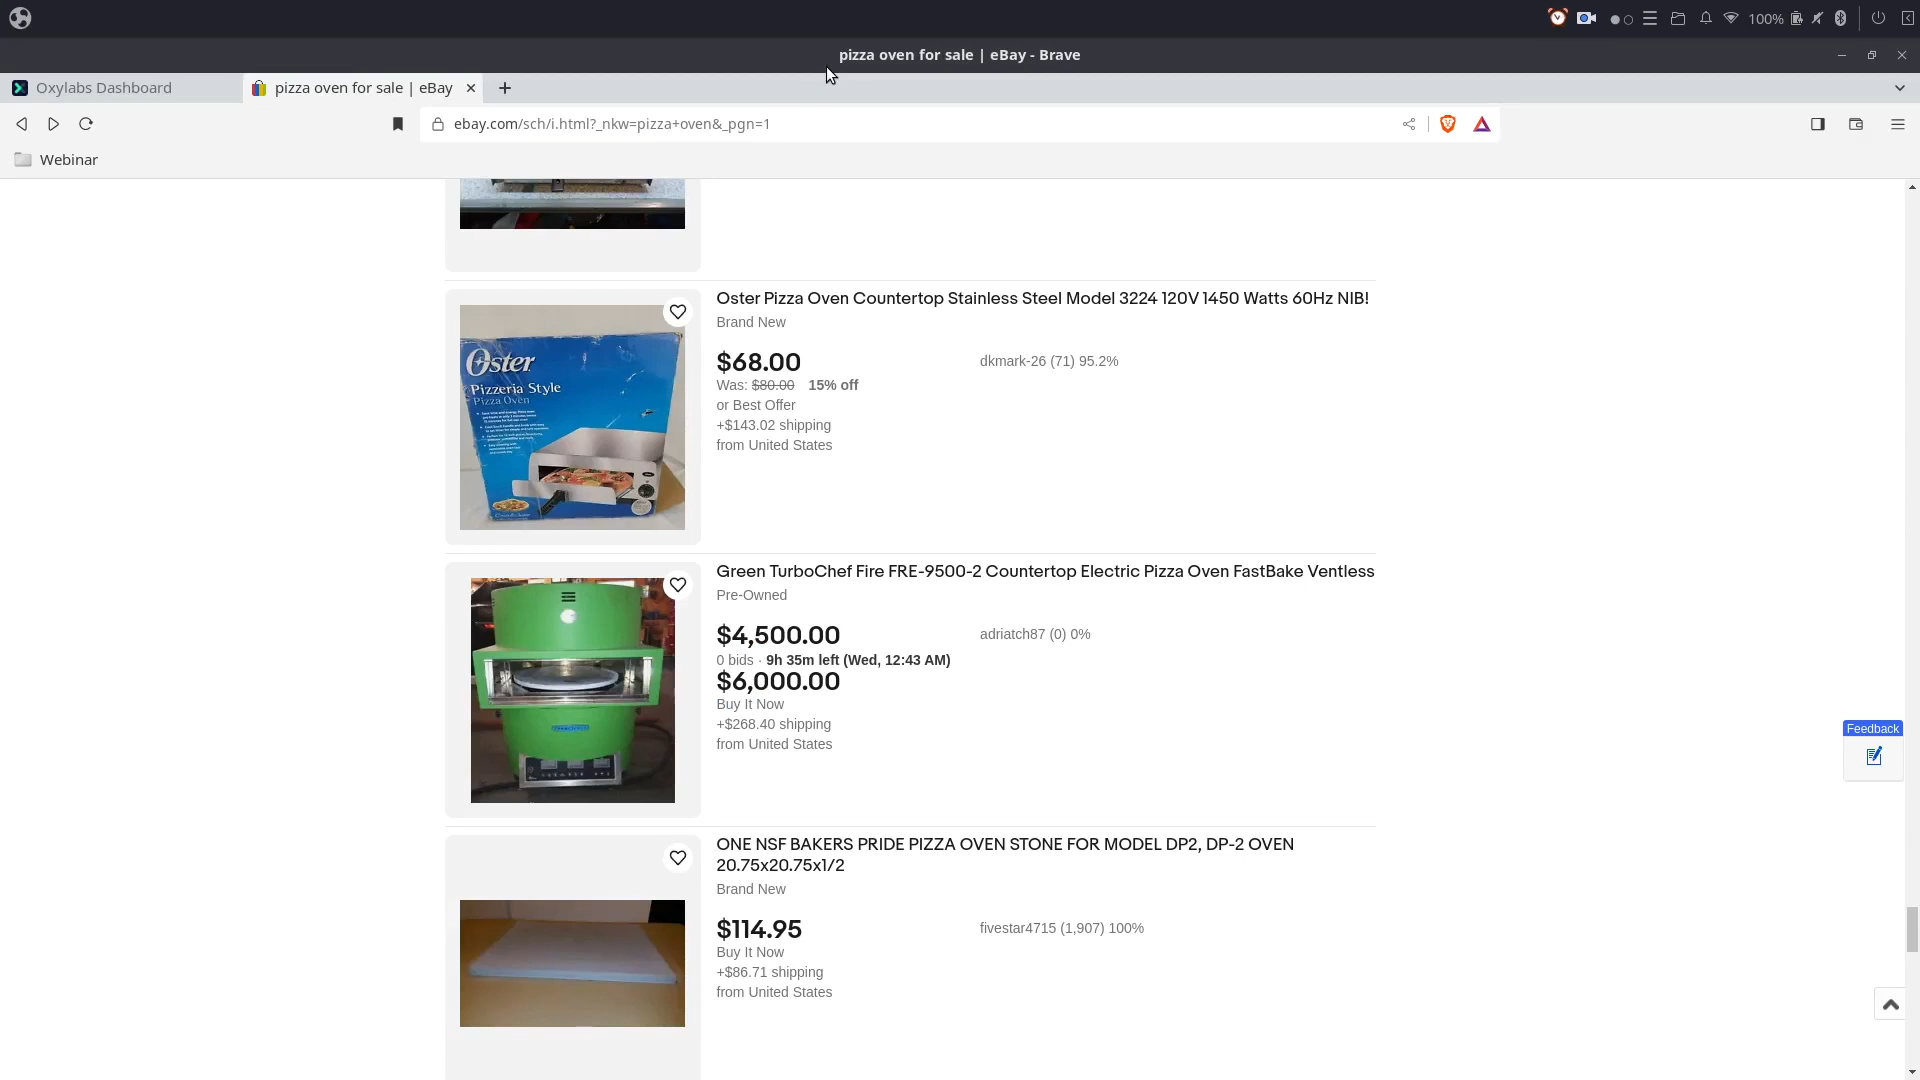 100%
pizza oven for sale | eBay - Brave
Oxylabs Dashboard
pizza oven for sale | eBay
ebay.com/sch/i.html?_nkw=pizza+oven&_pgn=1
Webinar
Oster Pizza Oven Countertop Stainless Steel Model 3224 120V 1450 Watts 60Hz NIB!
Brand New
Oster
Pizzeria Style
Pizza Oven
$68.00
dkmark-26 (71) 95.2%
Was: $80.00 15% off
or Best Offer
+$143.02 shipping
from United States
Green TurboChef Fire FRE-9500-2 Countertop Electric Pizza Oven FastBake Ventless
Pre-Owned
$4,500.00
adriatch87 (0) 0%
0 bids · 9h 35m left (Wed, 12:43 AM)
$6,000.00
Buy It Now
+$268.40 shipping
from United States
Feedback
ONE NSF BAKERS PRIDE PIZZA OVEN STONE FOR MODEL DP2, DP-2 OVEN
20.75x20.75x1/2
Brand New
$114.95
fivestar4715 (1,907) 100%
Buy It Now
+$86.71 shipping
from United States